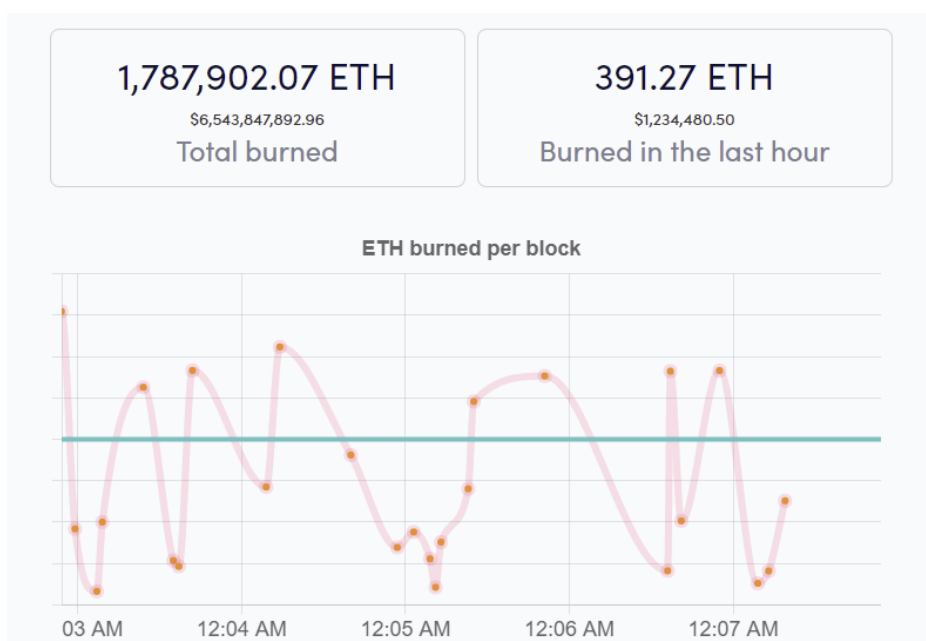 1,787,902.07 ETH
$6,543,847,892.96
Total burned
391.27 ETH
$1,234,480.50
Burned in the last hour
ETH burned per block
03 AM 12:04 AM 12:05 AM 12:06 AM 12:07 AM